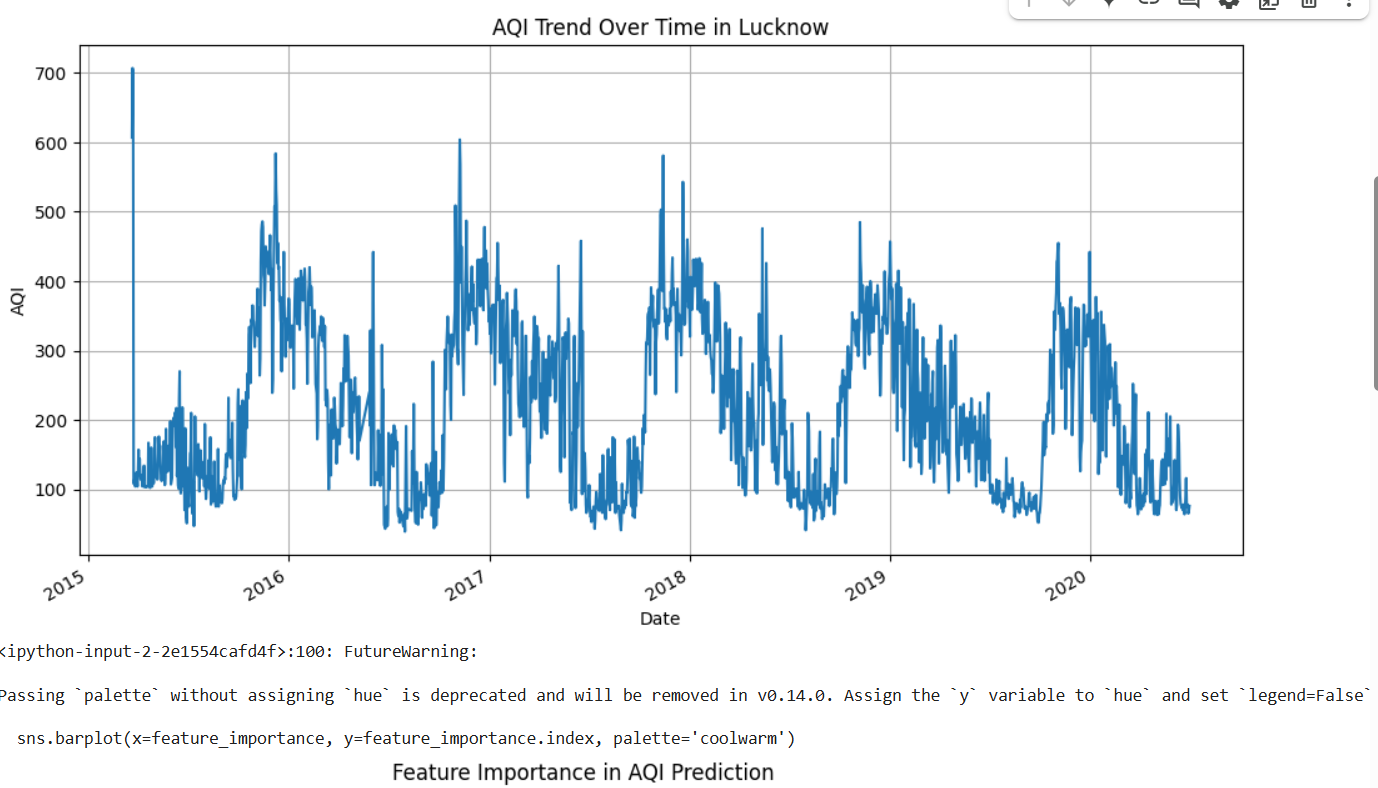 AQI Trend Over Time in Lucknow
700
600
500
400
300
200
100
AQI
2015
2016
2017
2018
2019
2020
Date
<ipython-input-2-2e1554cafd4f>:100: FutureWarning:
Passing `palette` without assigning `hue` is deprecated and will be removed in v0.14.0. Assign the `y` variable to `hue` and set `legend=False`
sns.barplot(x=feature_importance, y=feature_importance.index, palette='coolwarm')
Feature Importance in AQI Prediction